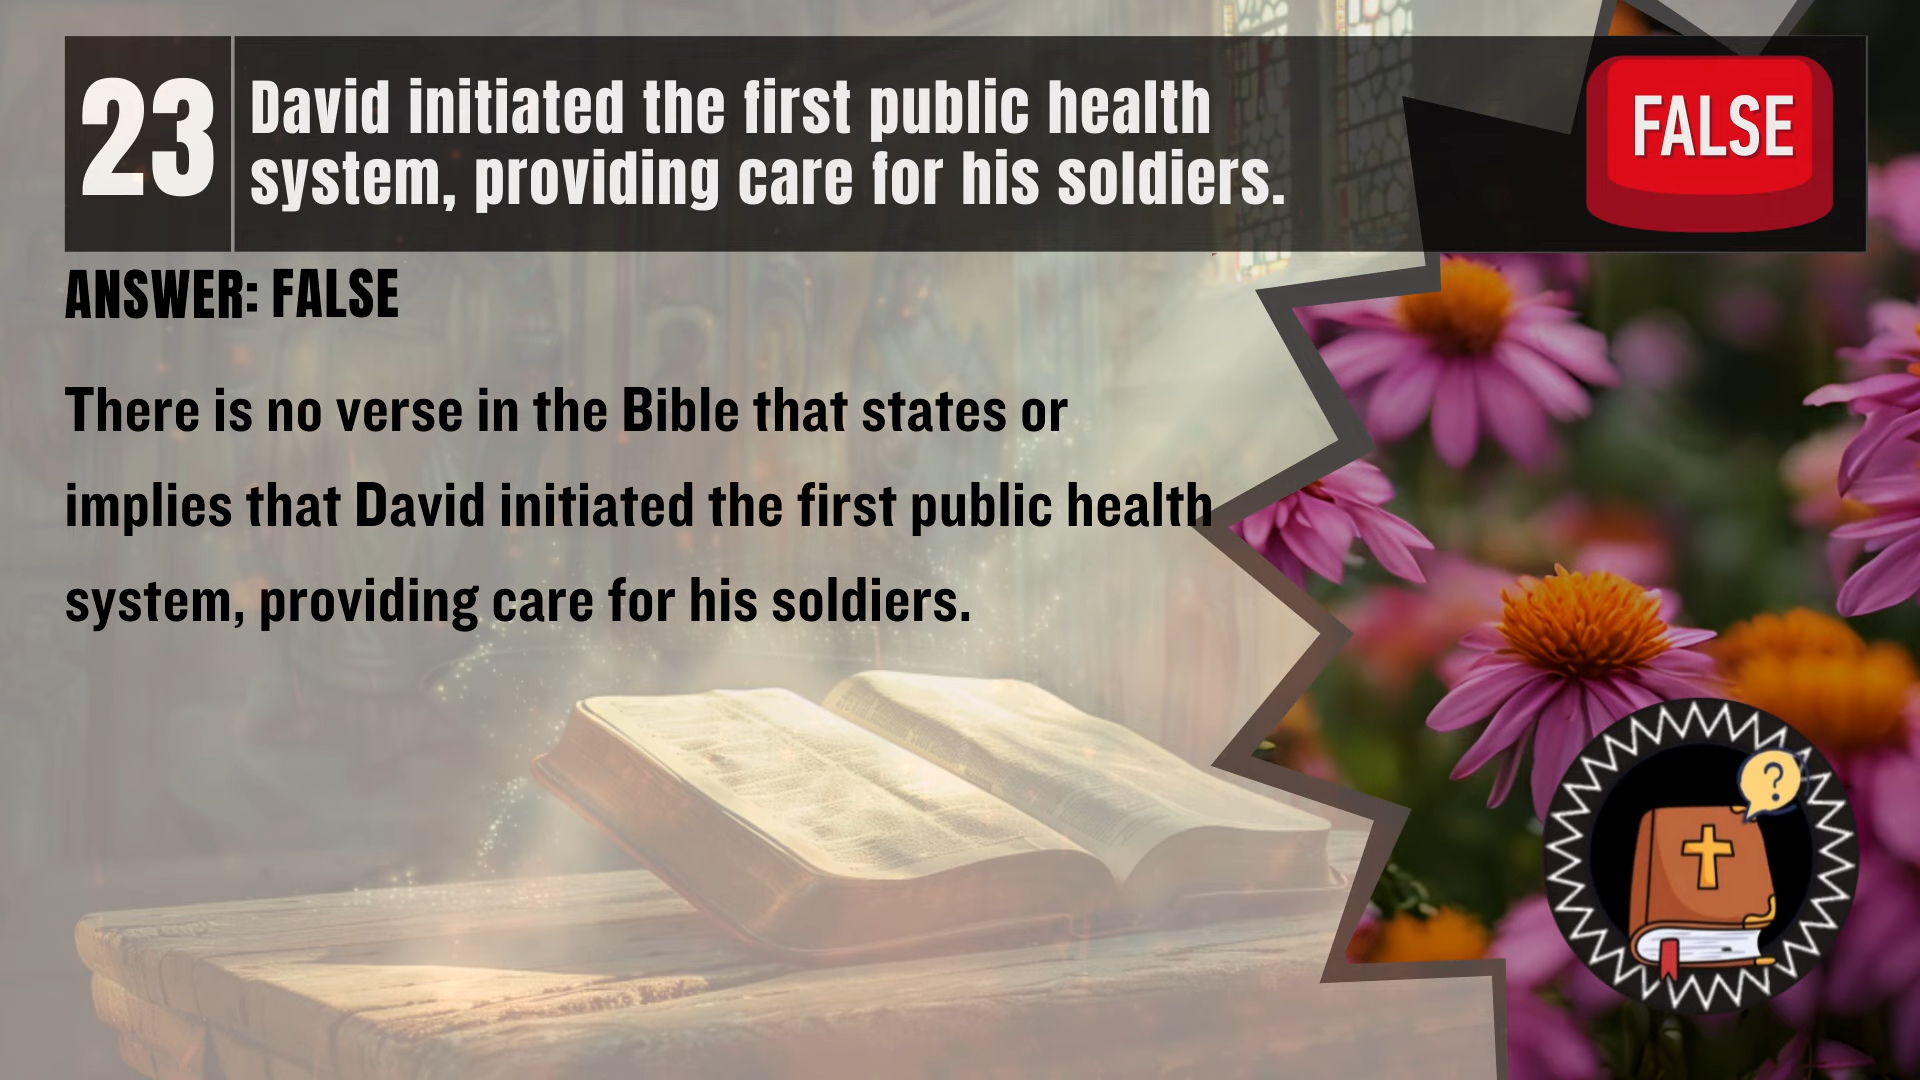 23
David initiated the first public health
system, providing care for his soldiers.
FALSE
ANSWER: FALSE
There is no verse in the Bible that states or
implies that David initiated the first public health
system, providing care for his soldiers.
?